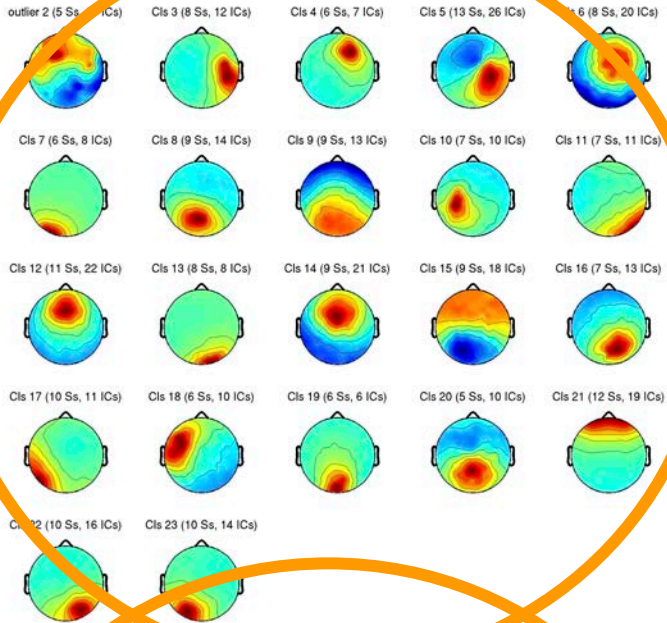 outlier 2 (5 Ss, ICs)
Cls 3 (8 Ss, 12 ICs)
Cls 4 (6 Ss, 7 ICs)
Cls 5 (13 Ss, 26 ICs)
6 (8 Ss, 20 ICs)
Cls 7 (6 Ss, 8 ICs)
Cls 8 (9 Ss, 14 ICs)
Cls 9 (9 Ss, 13 ICs)
Cls 10 (7 Ss, 10 ICs)
Cls 11 (7 Ss, 11 ICs)
Cls 12 (11 Ss, 22 ICs)
Cls 13 (8 Ss, 8 ICs)
Cls 14 (9 Ss, 21 ICs)
Cls 15 (9 Ss, 18 ICs)
Cls 16 (7 Ss, 13 ICs)
Cls 17 (10 Ss, 11 ICs)
Cls 18 (6 Ss, 10 ICs)
Cls 19 (6 Ss, 6 ICs)
Cls 20 (5 Ss, 10 ICs)
Cls 21 (12 Ss, 19 ICs)
Cls 22 (10 Ss, 16 ICs)
Cls 23 (10 Ss, 14 ICs)